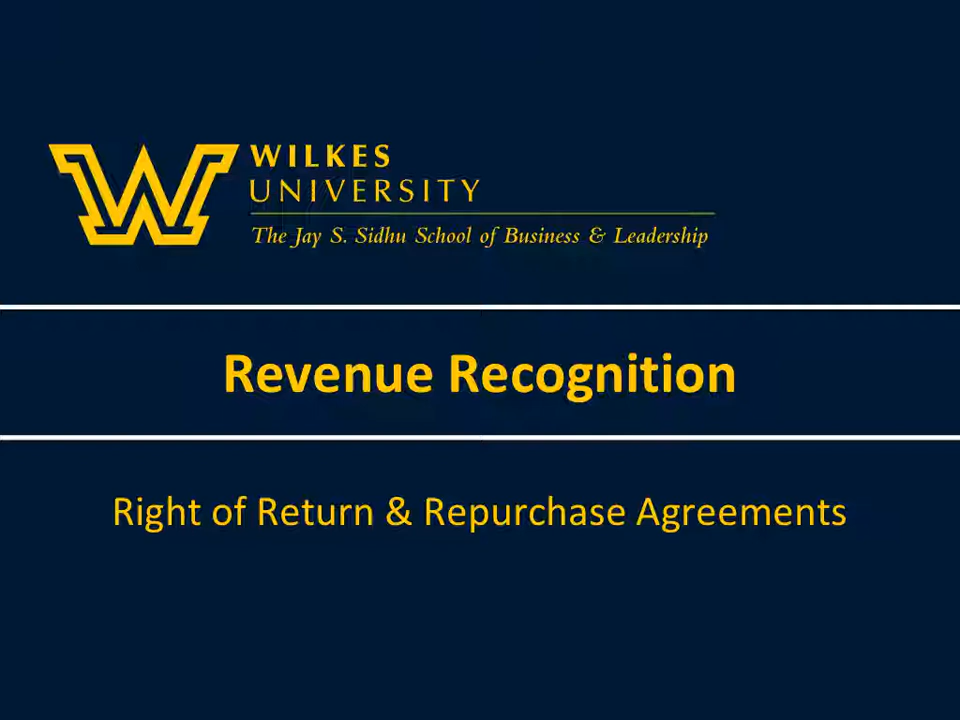 WILKES
UNIVERSITY
The Jay S. Sidhu School of Business & Leadership
Revenue Recognition
Right of Return & Repurchase Agreements